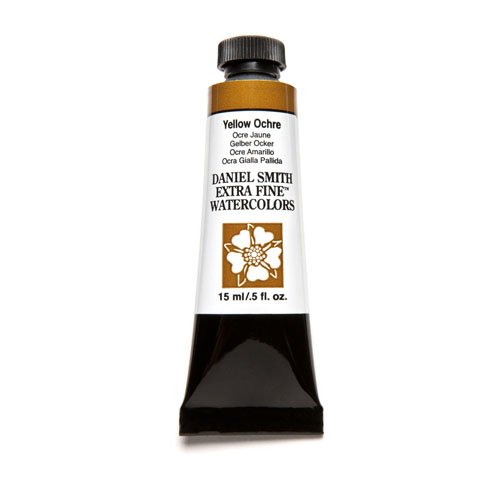 Yellow Ochre
Ocre Jaune
Gelber Ocker
Ocre Amarillo
Ocra Gialla Pallida
DANIEL SMITH
EXTRA FINE™
WATERCOLORS
15 ml/.5 fl. oz.